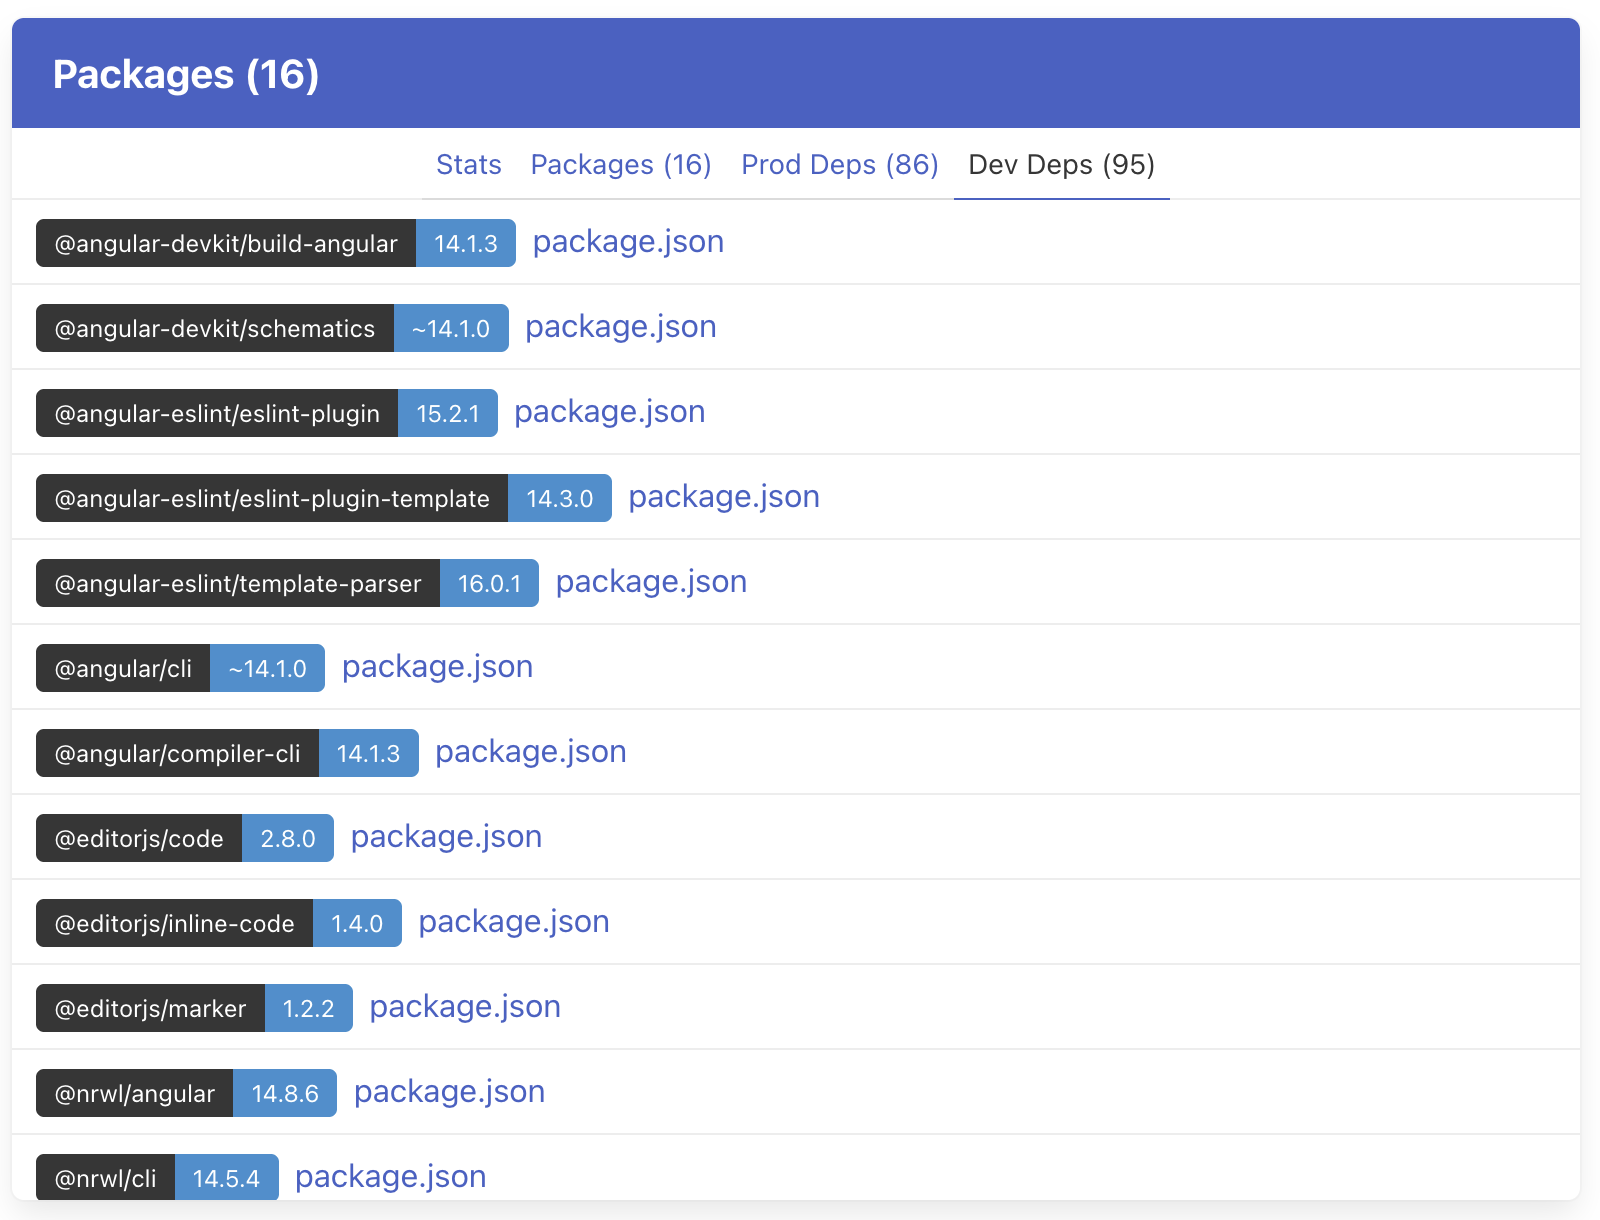 Packages (16)
Stats Packages (16) Prod Deps (86) Dev Deps (95)
@angular-devkit/build-angular 14.1.3 package.json
@angular-devkit/schematics ~14.1.0 package.json
@angular-eslint/eslint-plugin 15.2.1 package.json
@angular-eslint/eslint-plugin-template 14.3.0 package.json
@angular-eslint/template-parser 16.0.1 package.json
@angular/cli ~14.1.0 package.json
@angular/compiler-cli 14.1.3 package.json
@editorjs/code 2.8.0 package.json
@editorjs/inline-code 1.4.0 package.json
@editorjs/marker 1.2.2 package.json
@nrwl/angular 14.8.6 package.json
@nrwl/cli 14.5.4 package.json